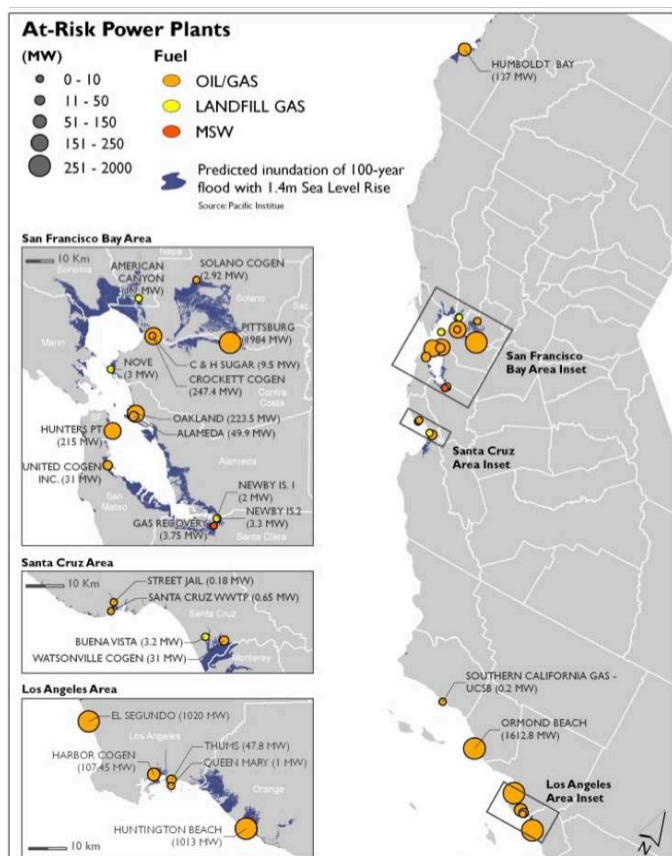 At-Risk Power Plants
(MW)
0 - 10
11 - 50
51 - 150
151 - 250
251 - 2000
Fuel
OIL/GAS
LANDFILL GAS
MSW
Predicted inundation of 100-year
flood with 1.4m Sea Level Rise
Source: Pacific Institue
HUMBOLDT BAY
(137 MW)
San Francisco
Bay Area Inset
Santa Cruz
Area Inset
SOUTHERN CALIFORNIA GAS -
UCSB (0.2 MW)
ORMOND BEACH
(1612.8 MW)
Los Angeles
Area Inset
N
San Francisco Bay Area
10 Km
Napa
Sonoma
AMERICAN
CANYON
MW)
SOLANO COGEN
(2.92 MW)
Solano
Sac
Marin
PITTSBURG
(1984 MW)
NOVE
(3 MW)
C & H SUGAR (9.5 MW)
CROCKETT COGEN
(247.4 MW)
Contra
Costa
OAKLAND (223.5 MW)
ALAMEDA (49.9 MW)
HUNTERS PT
(215 MW)
UNITED COGEN
INC. (31 MW)
Alameda
San
Mateo
NEWBY IS. 1
(2 MW)
NEWBY IS.2
(3.3 MW)
GAS RECOVERY
(3.75 MW)
Santa Clara
Santa Cruz Area
10 Km
STREET JAIL (0.18 MW)
SANTA CRUZ WWTP (0.65 MW)
Santa Cruz
BUENA VISTA (3.2 MW)
WATSONVILLE COGEN (31 MW)
Monterey
Los Angeles Area
EL SEGUNDO (1020 MW)
Los Angeles
HARBOR COGEN
(107.45 MW)
THUMS (47.8 MW)
QUEEN MARY (1 MW)
Orange
HUNTINGTON BEACH
(1013 MW)
10 km